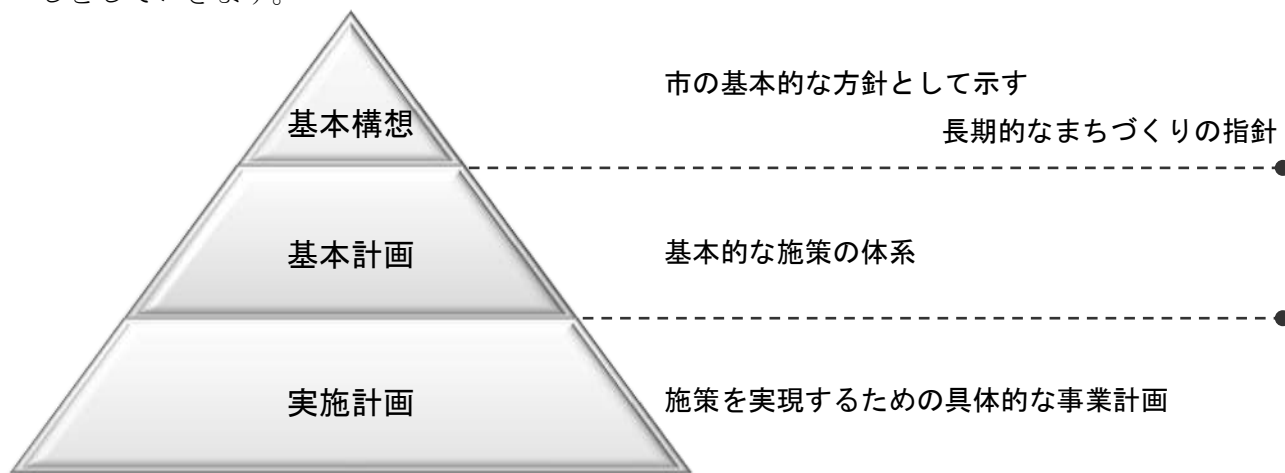 市の基本的な方針として示す
基本構想
長期的なまちづくりの指針
基本計画
基本的な施策の体系
実施計画
施策を実現するための具体的な事業計画